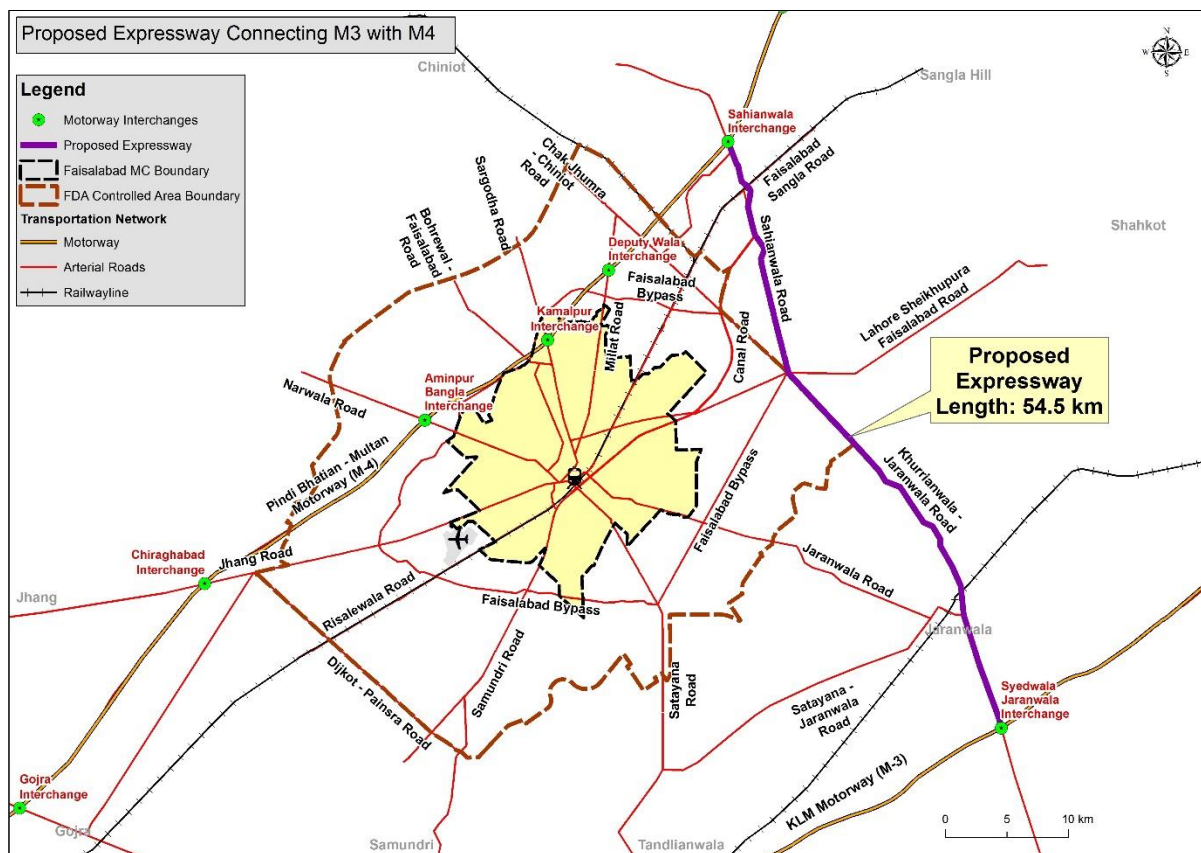 Proposed Expressway Connecting M3 with M4
Legend
Motorway Interchanges
Proposed Expressway
Faisalabad MC Boundary
FDA Controlled Area Boundary
Transportation Network
Motorway
Arterial Roads
Railwayline
N
W
E
S
Chiniot
Sangla Hill
Sahianwala
Interchange
Chak Jhumra
- Chiniot
Road
Faisalabad
Sangla Road
Sargodha Road
Bohrewal -
Faisalabad
Road
Shahkot
Sahianwala Road
Deputy Wala
Interchange
Faisalabad
Bypass
Kamalpur
Interchange
Millat Road
Canal Road
Lahore Sheikhupura
Faisalabad Road
Proposed
Expressway
Length: 54.5 km
Aminpur
Bangla
Interchange
Narwala Road
Pindi Bhatian - Multan
Motorway (M-4)
Khurrianwala -
Jaranwala Road
Faisalabad Bypass
Chiraghabad
Interchange
Jhang Road
Jaranwala Road
Jhang
Risalewala Road
Faisalabad Bypass
Jaranwala
Samundri Road
Dijkot - Painsra Road
Satayana
Road
Satayana -
Jaranwala
Road
Syedwala
Jaranwala
Interchange
KLM Motorway (M-3)
Gojra
Interchange
Gojra
Samundri
Tandlianwala
0
5
10 km